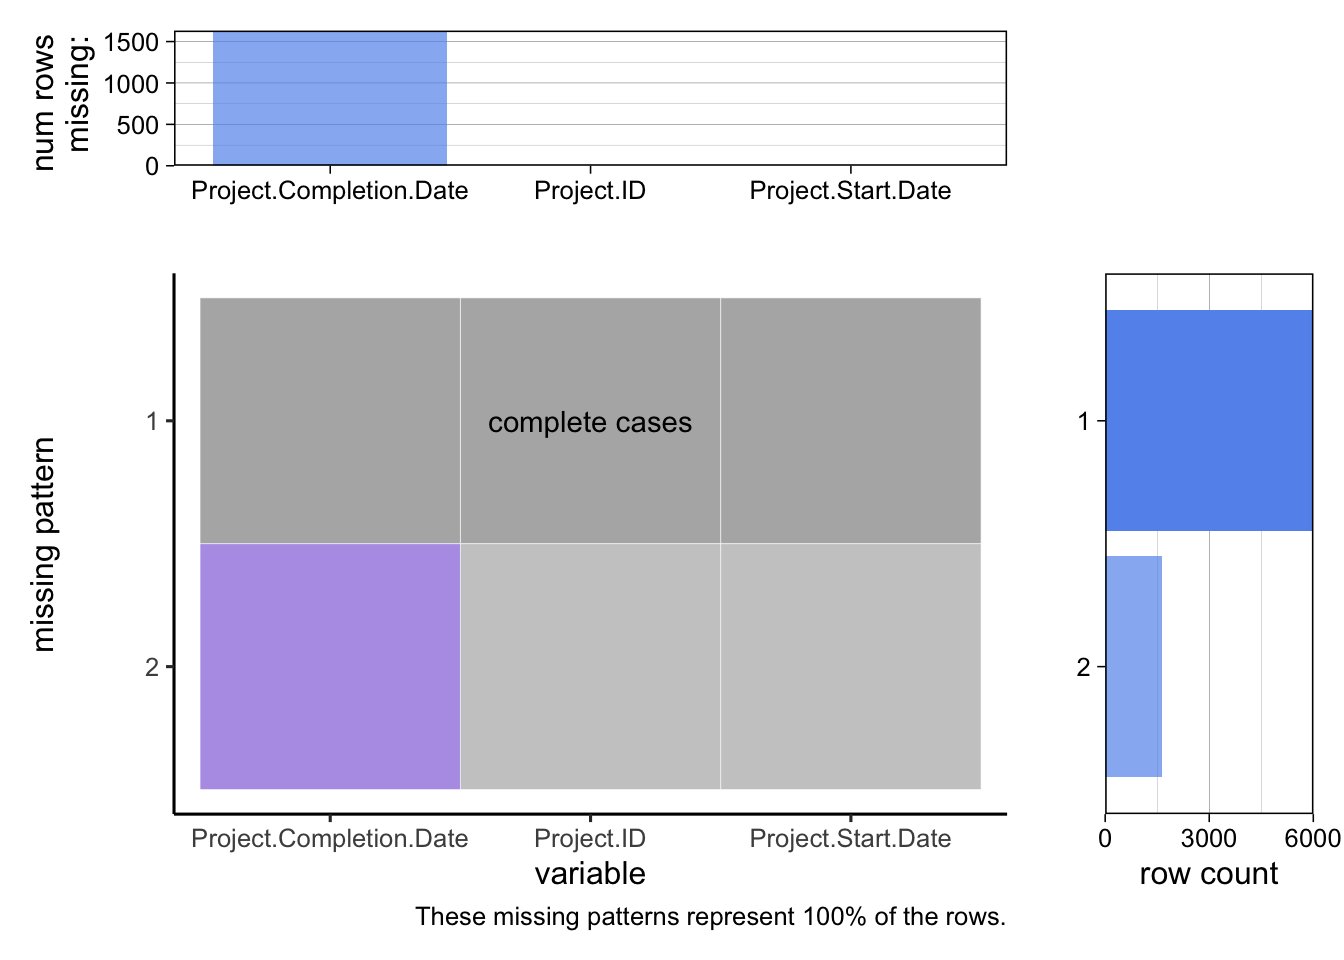 num rows
missing:
1500
1000
500
0
Project.Completion.Date Project.ID Project.Start.Date
missing pattern
1
complete cases
2
Project.Completion.Date Project.ID Project.Start.Date
variable
1
2
0 3000 6000
row count
These missing patterns represent 100% of the rows.